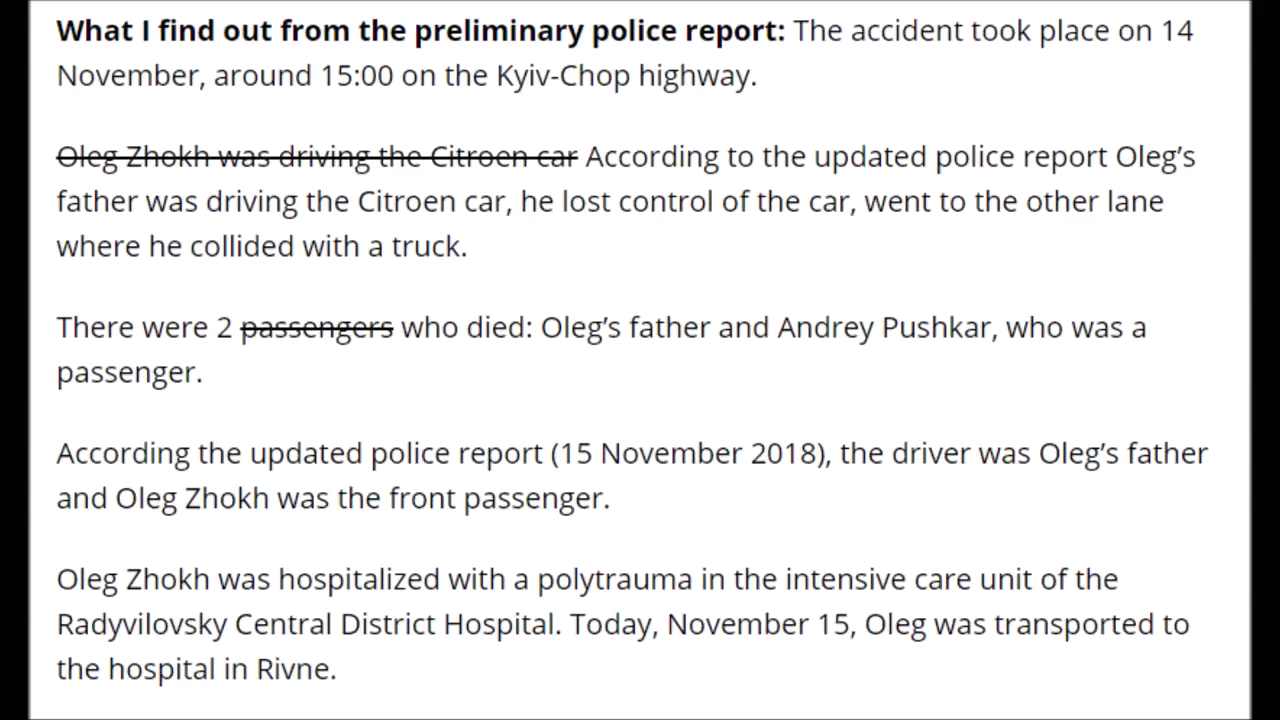 What I find out from the preliminary police report: The accident took place on 14
November, around 15:00 on the Kyiv-Chop highway.
Oleg Zhokh was driving the Citroen car According to the updated police report Oleg’s
father was driving the Citroen car, he lost control of the car, went to the other lane
where he collided with a truck.
There were 2 passengers who died: Oleg’s father and Andrey Pushkar, who was a
passenger.
According the updated police report (15 November 2018), the driver was Oleg’s father
and Oleg Zhokh was the front passenger.
Oleg Zhokh was hospitalized with a polytrauma in the intensive care unit of the
Radyvilovsky Central District Hospital. Today, November 15, Oleg was transported to
the hospital in Rivne.